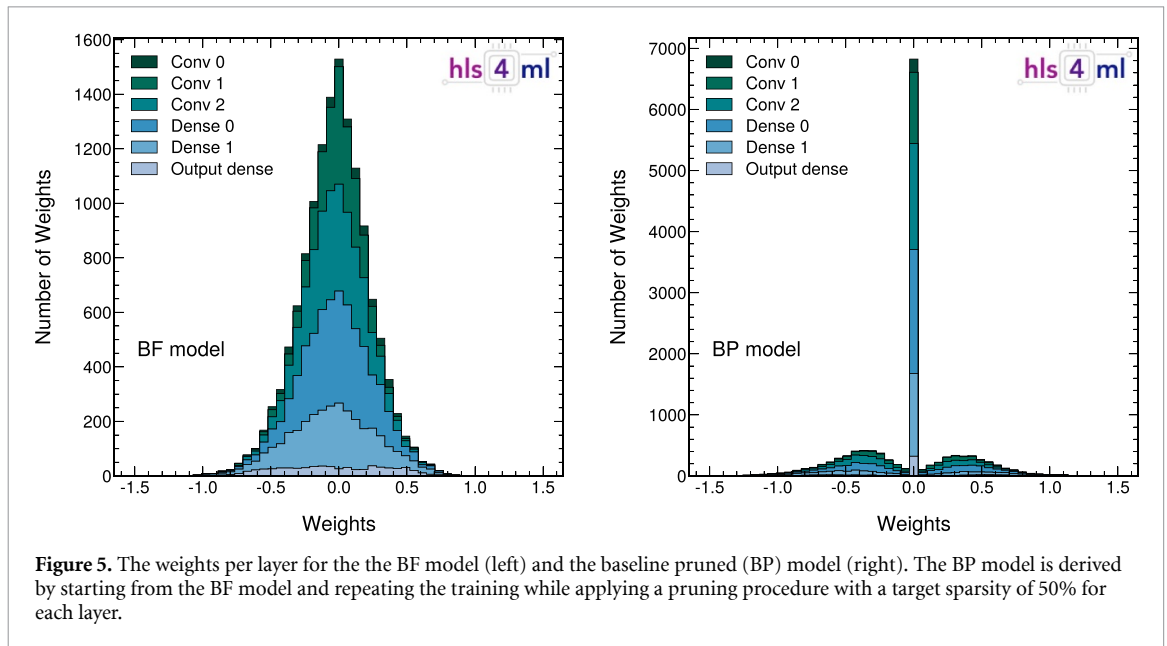 1600
1400
1200
1000
800
600
400
200
0
Number of Weights
Conv 0
Conv 1
Conv 2
Dense 0
Dense 1
Output dense
hls 4 ml
BF model
-1.5 -1.0 -0.5 0.0 0.5 1.0 1.5
Weights
7000
6000
5000
4000
3000
2000
1000
0
Number of Weights
Conv 0
Conv 1
Conv 2
Dense 0
Dense 1
Output dense
hls 4 ml
BP model
-1.5 -1.0 -0.5 0.0 0.5 1.0 1.5
Weights
Figure 5. The weights per layer for the the BF model (left) and the baseline pruned (BP) model (right). The BP model is derived
by starting from the BF model and repeating the training while applying a pruning procedure with a target sparsity of 50% for
each layer.